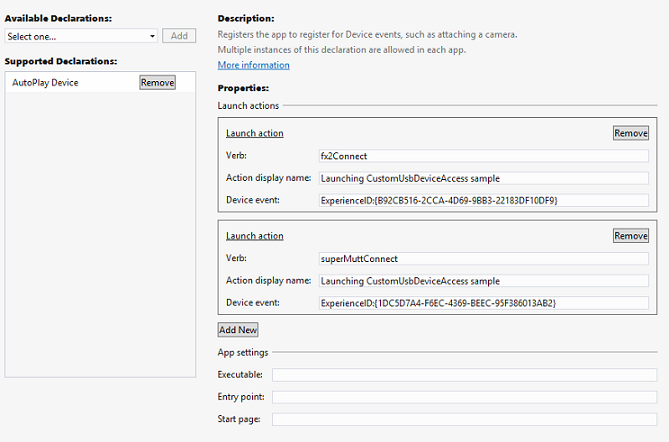 Available Declarations:
Select one...
Add
Supported Declarations:
AutoPlay Device
Remove
Description:
Registers the app to register for Device events, such as attaching a camera.
Multiple instances of this declaration are allowed in each app.
More information
Properties:
Launch actions
Launch action
Remove
Verb:
fx2Connect
Action display name:
Launching CustomUsbDeviceAccess sample
Device event:
ExperienceID:{B92CB516-2CCA-4D69-9BB3-22183DF10DF9}
Launch action
Remove
Verb:
superMuttConnect
Action display name:
Launching CustomUsbDeviceAccess sample
Device event:
ExperienceID:{1DC5D7A4-F6EC-4369-BEEC-95F386013AB2}
Add New
App settings
Executable:
Entry point:
Start page: